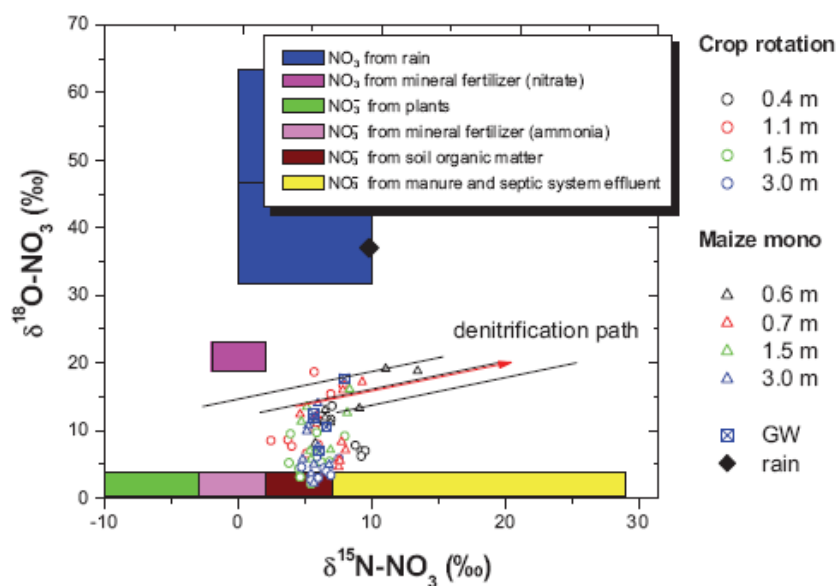 70
60
50
40
30
20
10
0
-10
0
10
20
30
δ18O-NO3 (‰)
δ15N-NO3 (‰)
NO3 from rain
NO3 from mineral fertilizer (nitrate)
NO3- from plants
NO3- from mineral fertilizer (ammonia)
NO3- from soil organic matter
NO3- from manure and septic system effluent
denitrification path
Crop rotation
0.4 m
1.1 m
1.5 m
3.0 m
Maize mono
0.6 m
0.7 m
1.5 m
3.0 m
GW
rain